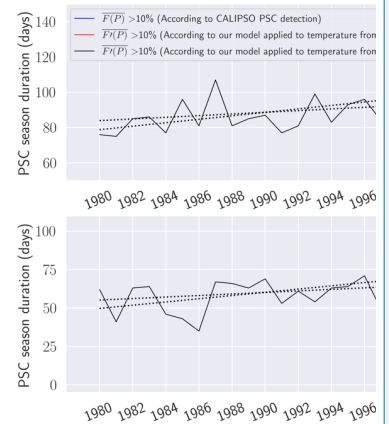 PSC season duration (days)
140
120
100
80
60
F(P) >10% (According to CALIPSO PSC detection)
F′(P) >10% (According to our model applied to temperature from
F′(P) >10% (According to our model applied to temperature from
1980 1982 1984 1986 1988 1990 1992 1994 1996
PSC season duration (days)
100
75
50
25
0
1980 1982 1984 1986 1988 1990 1992 1994 1996